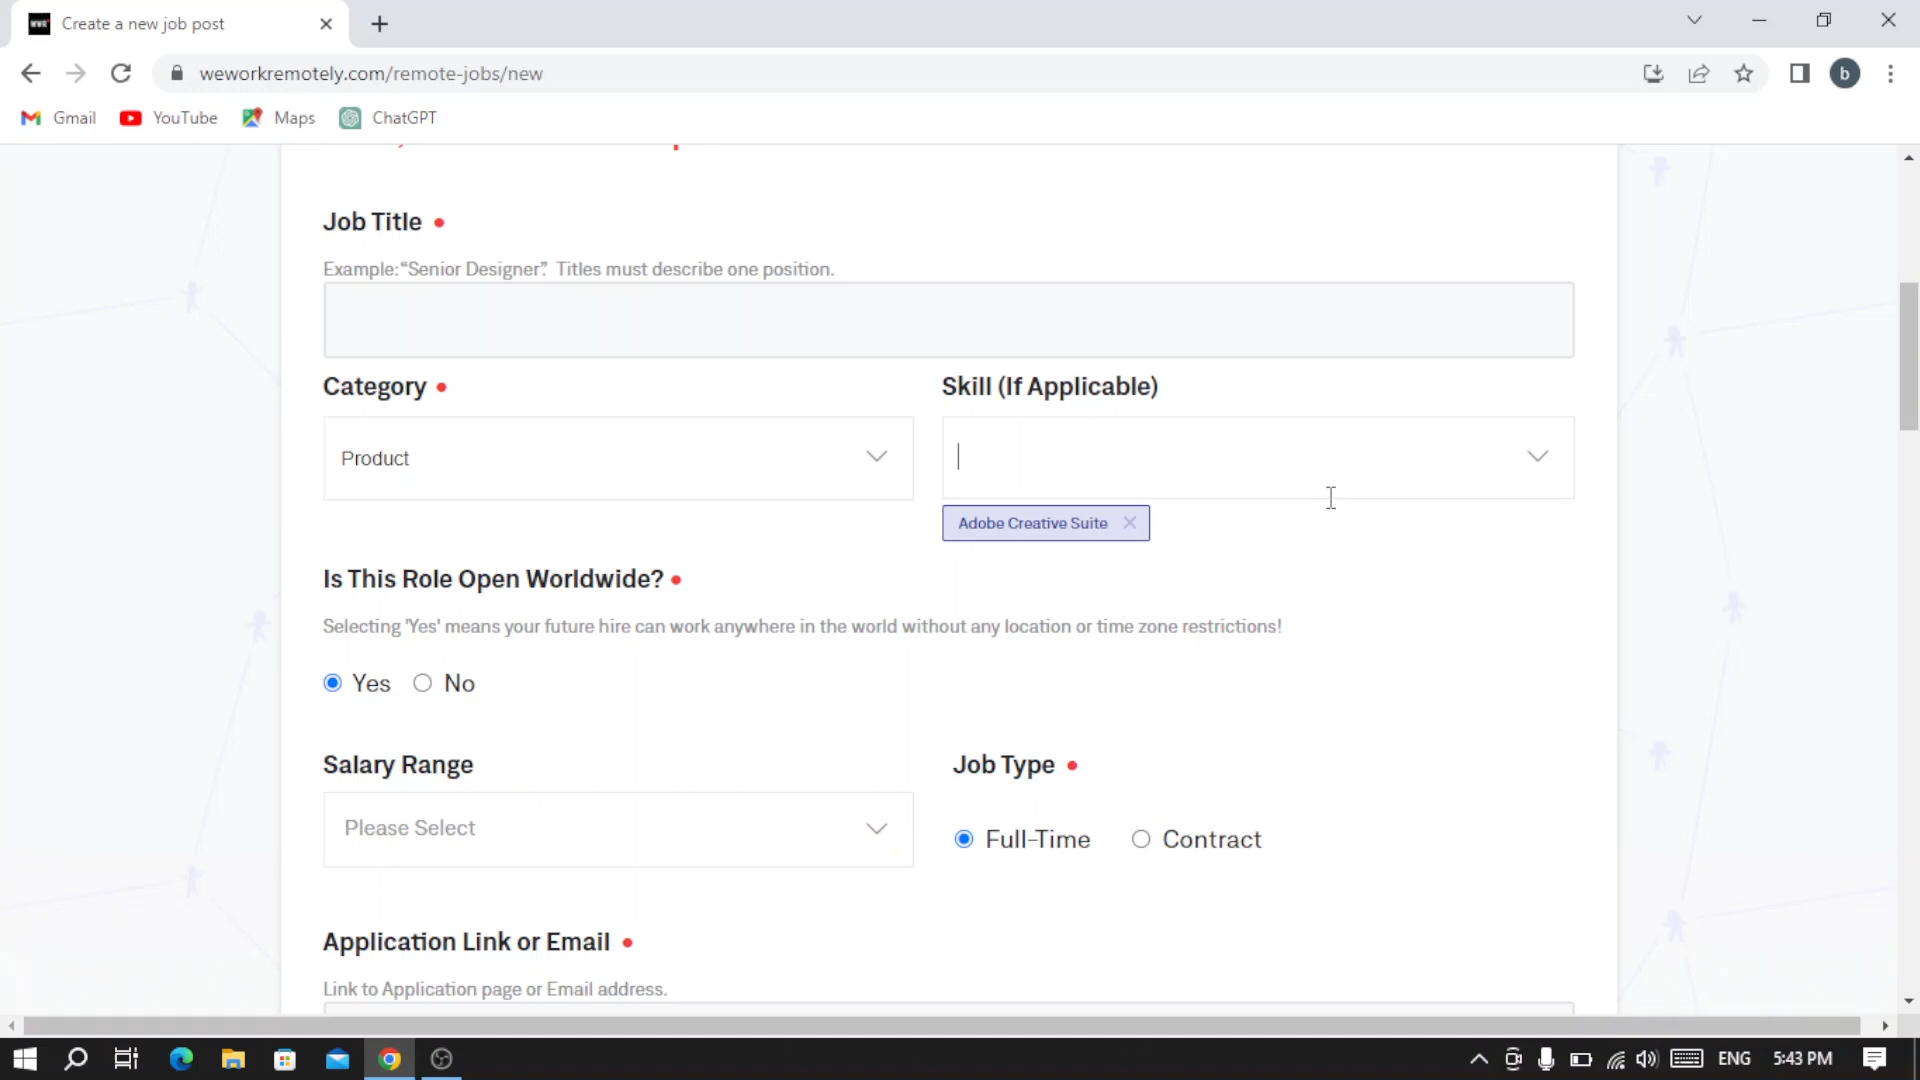 Create a new job post
weworkremotely.com/remote-jobs/new
b
Gmail YouTube Maps ChatGPT
Job Title
Example:“Senior Designer”. Titles must describe one position.
Category Skill (If Applicable)
Product
Adobe Creative Suite
Is This Role Open Worldwide?
Selecting 'Yes' means your future hire can work anywhere in the world without any location or time zone restrictions!
Yes No
Salary Range Job Type
Please Select Full-Time Contract
Application Link or Email
Link to Application page or Email address.
ENG 5:43 PM